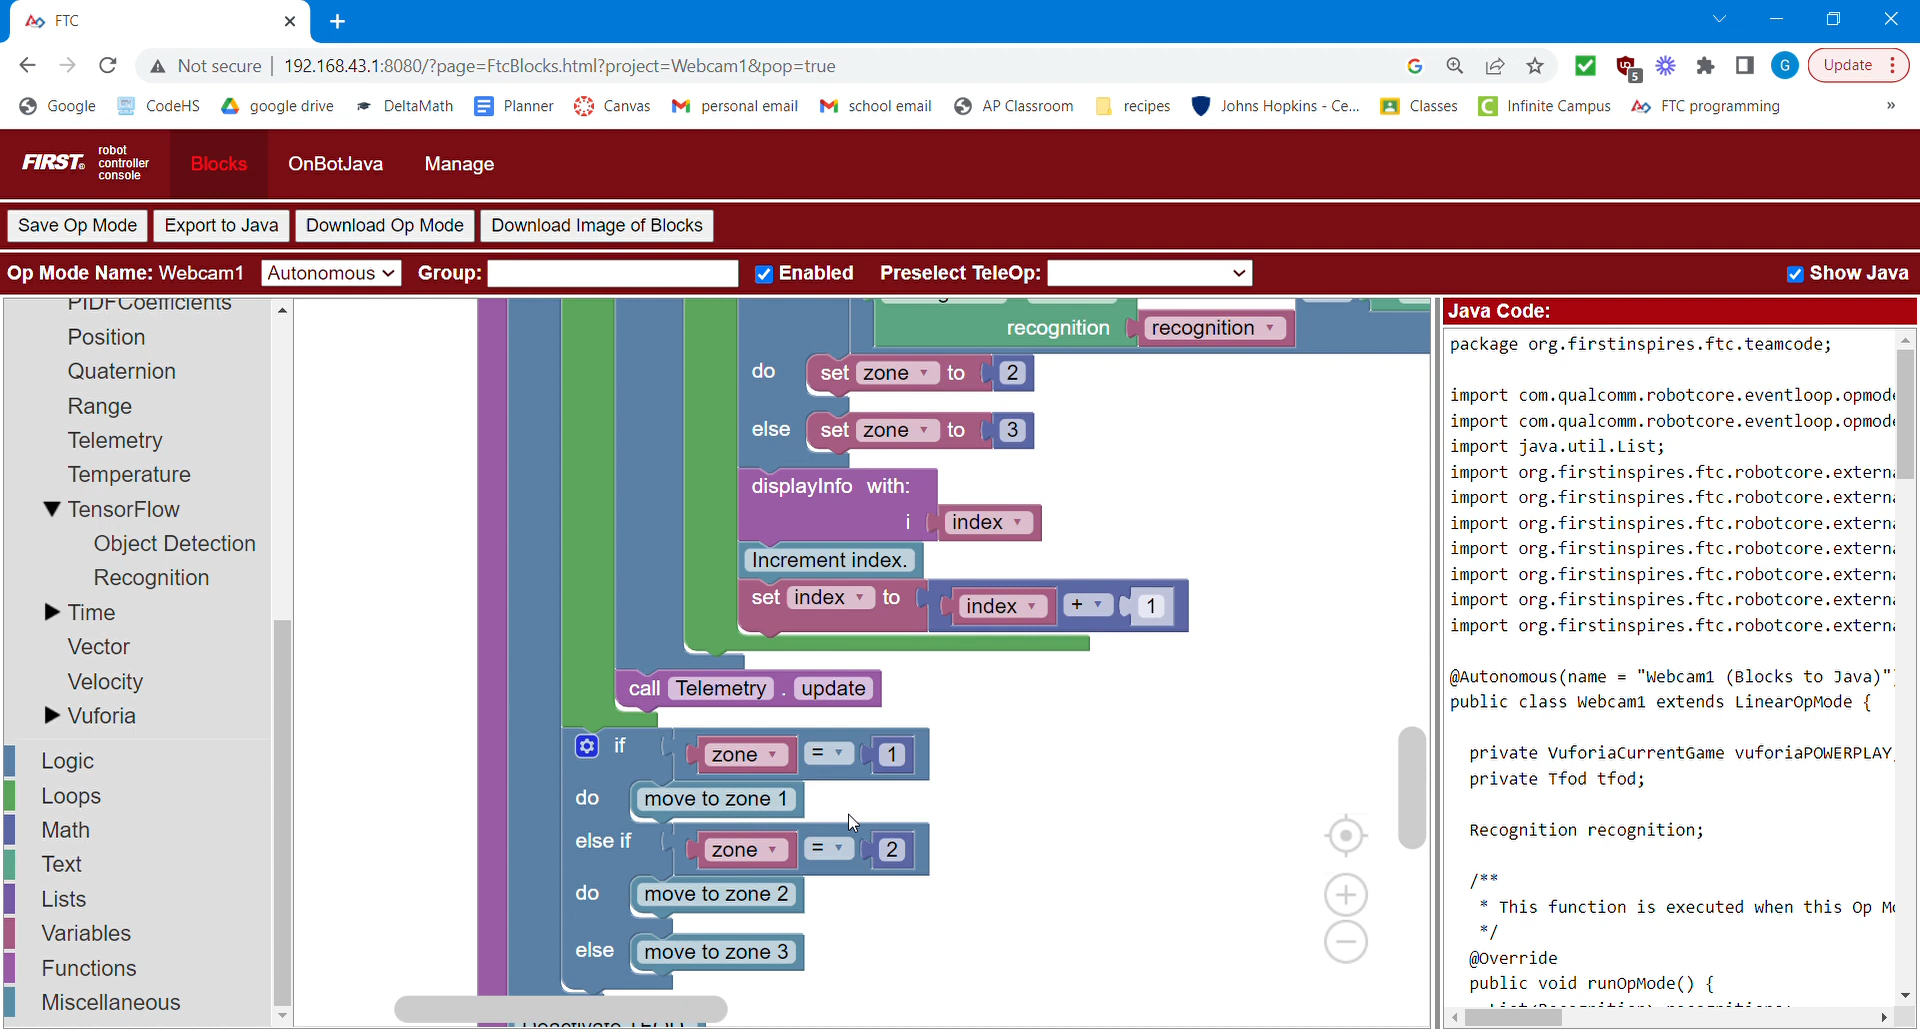 FTC
Not secure
192.168.43.1:8080/?page=FtcBlocks.html?project=Webcam1&pop=true
5
G
Update
Google
CodeHS
google drive
DeltaMath
Planner
Canvas
personal email
school email
AP Classroom
recipes
Johns Hopkins - Ce...
Classes
Infinite Campus
FTC programming
»
FIRST
robot
controller
console
Blocks
OnBotJava
Manage
Save Op Mode
Export to Java
Download Op Mode
Download Image of Blocks
Op Mode Name: Webcam1
Autonomous
Group:
Enabled
Preselect TeleOp:
Show Java
PIDFCoefficients
Position
Quaternion
Range
Telemetry
Temperature
TensorFlow
Object Detection
Recognition
Time
Vector
Velocity
Vuforia
Logic
Loops
Math
Text
Lists
Variables
Functions
Miscellaneous
recognition recognition
do set zone to 2
else set zone to 3
displayInfo with:
i index
Increment index.
set index to index + 1
call Telemetry . update
if zone = 1
do move to zone 1
else if zone = 2
do move to zone 2
else move to zone 3
Java Code:
package org.firstinspires.ftc.teamcode;
import com.qualcomm.robotcore.eventloop.opmode
import com.qualcomm.robotcore.eventloop.opmode
import java.util.List;
import org.firstinspires.ftc.robotcore.externa
import org.firstinspires.ftc.robotcore.externa
import org.firstinspires.ftc.robotcore.externa
import org.firstinspires.ftc.robotcore.externa
import org.firstinspires.ftc.robotcore.externa
import org.firstinspires.ftc.robotcore.externa
import org.firstinspires.ftc.robotcore.externa
@Autonomous(name = "Webcam1 (Blocks to Java)"
public class Webcam1 extends LinearOpMode {
private VuforiaCurrentGame vuforiaPOWERPLAY
private Tfod tfod;
Recognition recognition;
/**
* This function is executed when this Op Mo
*/
@Override
public void runOpMode() {